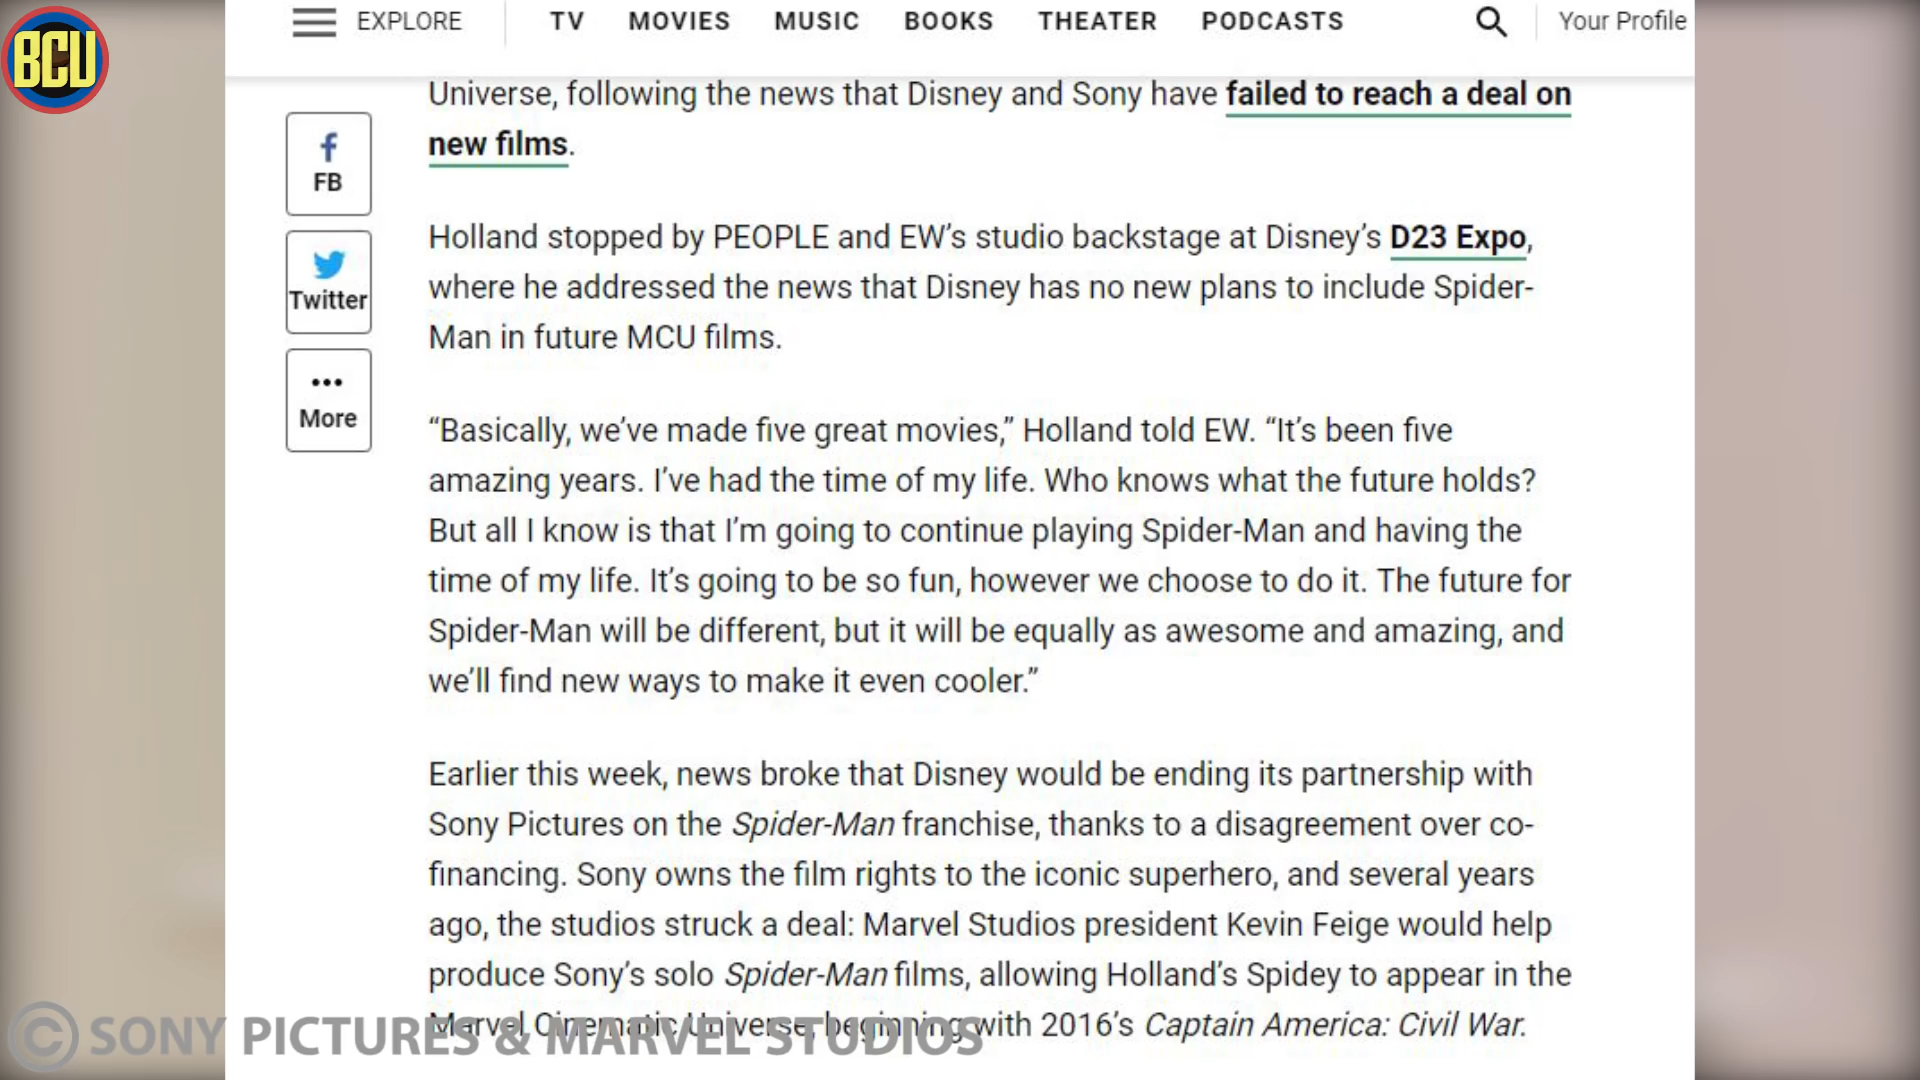 BCU
EXPLORE
TV MOVIES MUSIC BOOKS THEATER PODCASTS
Your Profile
Universe, following the news that Disney and Sony have failed to reach a deal on
new films.
f
FB
Twitter
More
Holland stopped by PEOPLE and EW’s studio backstage at Disney’s D23 Expo,
where he addressed the news that Disney has no new plans to include Spider-
Man in future MCU films.
“Basically, we’ve made five great movies,” Holland told EW. “It’s been five
amazing years. I’ve had the time of my life. Who knows what the future holds?
But all I know is that I’m going to continue playing Spider-Man and having the
time of my life. It’s going to be so fun, however we choose to do it. The future for
Spider-Man will be different, but it will be equally as awesome and amazing, and
we’ll find new ways to make it even cooler.”
Earlier this week, news broke that Disney would be ending its partnership with
Sony Pictures on the Spider-Man franchise, thanks to a disagreement over co-
financing. Sony owns the film rights to the iconic superhero, and several years
ago, the studios struck a deal: Marvel Studios president Kevin Feige would help
produce Sony’s solo Spider-Man films, allowing Holland’s Spidey to appear in the
Marvel Cinematic Universe, beginning with 2016’s Captain America: Civil War.
© SONY PICTURES & MARVEL STUDIOS